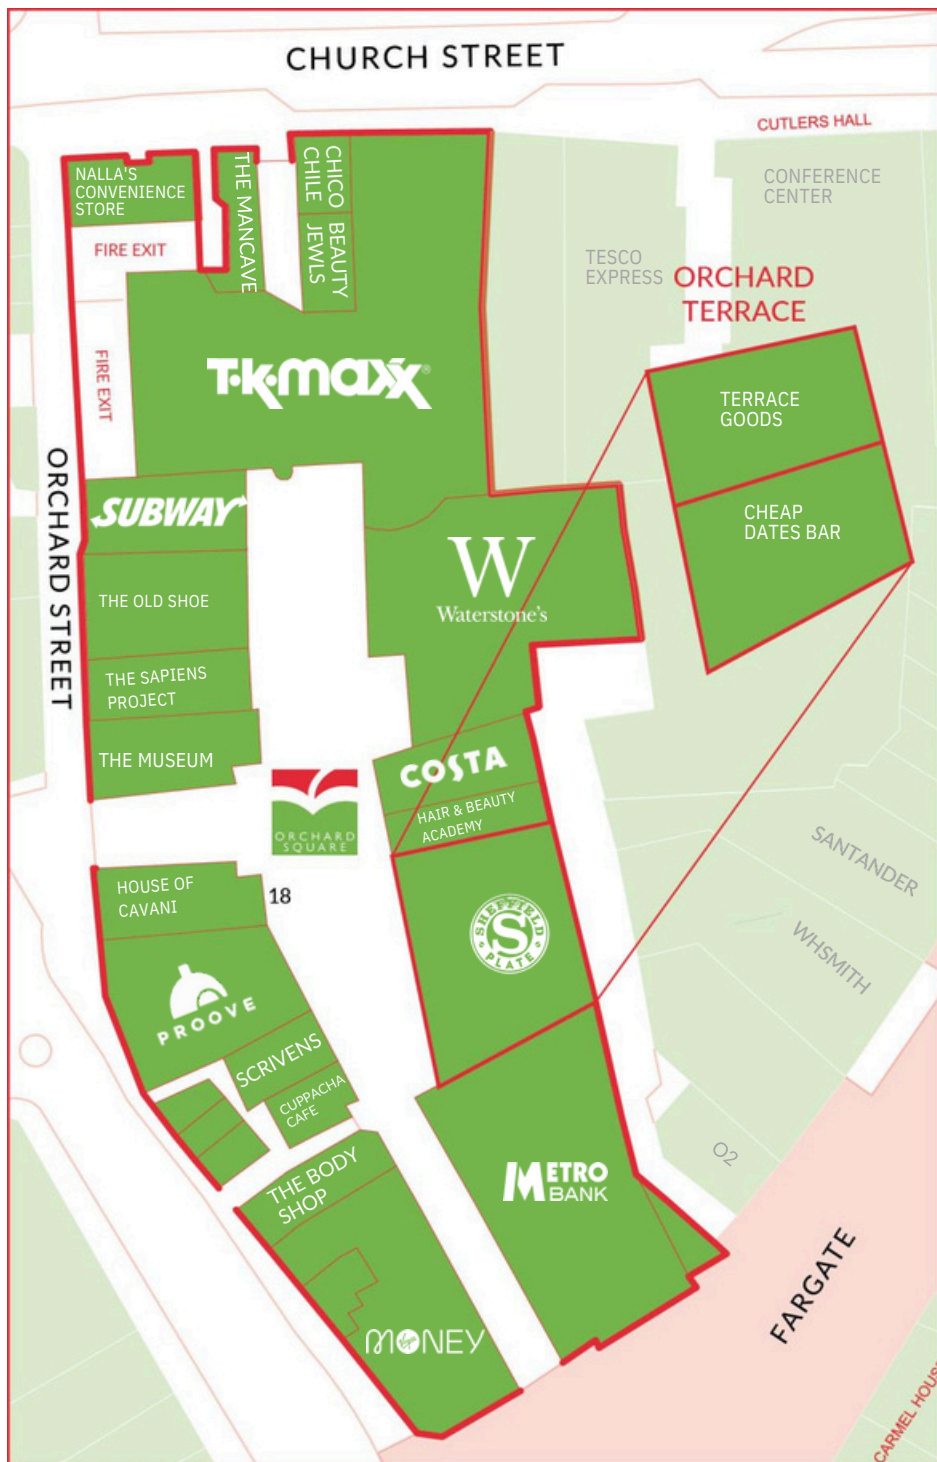 CHURCH STREET
CUTLERS HALL
NALLA'S
CONVENIENCE
STORE
THE MANCAVE
CHICO
CHILE
BEAUTY
JEWLS
CONFERENCE
CENTER
TESCO
EXPRESS
FIRE EXIT
ORCHARD
TERRACE
FIRE EXIT
T·K·maxx®
TERRACE
GOODS
CHEAP
DATES BAR
ORCHARD STREET
SUBWAY
W
Waterstone's
THE OLD SHOE
THE SAPIENS
PROJECT
THE MUSEUM
COSTA
HAIR & BEAUTY
ACADEMY
ORCHARD
SQUARE
SANTANDER
HOUSE OF
CAVANI
18
SHEFFIELD
S
PLATE
WHSMITH
PROOVE
SCRIVENS
CUPPACHA
CAFE
THE BODY
SHOP
METRO
BANK
O2
FARGATE
Virgin
MONEY
CARMEL HOUSE